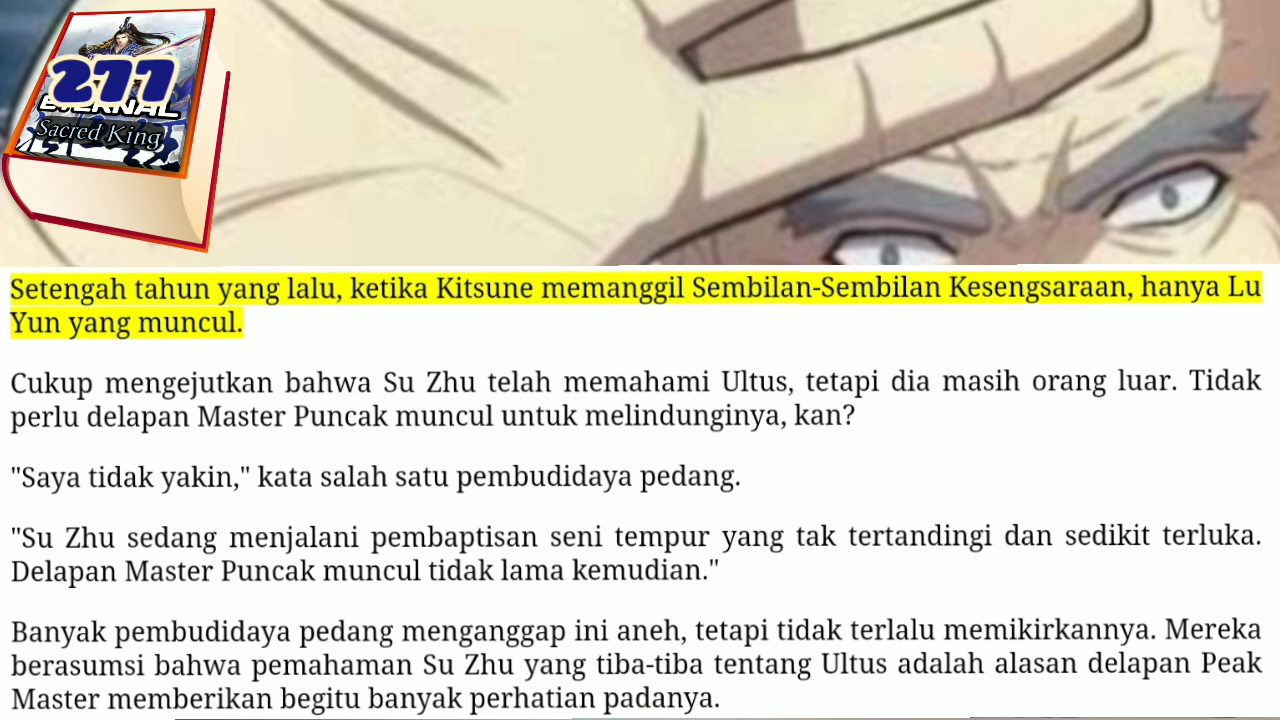 277
ETERNAL
Sacred King
Setengah tahun yang lalu, ketika Kitsune memanggil Sembilan-Sembilan Kesengsaraan, hanya Lu
Yun yang muncul.
Cukup mengejutkan bahwa Su Zhu telah memahami Ultus, tetapi dia masih orang luar. Tidak
perlu delapan Master Puncak muncul untuk melindunginya, kan?
"Saya tidak yakin," kata salah satu pembudidaya pedang.
"Su Zhu sedang menjalani pembaptisan seni tempur yang tak tertandingi dan sedikit terluka.
Delapan Master Puncak muncul tidak lama kemudian."
Banyak pembudidaya pedang menganggap ini aneh, tetapi tidak terlalu memikirkannya. Mereka
berasumsi bahwa pemahaman Su Zhu yang tiba-tiba tentang Ultus adalah alasan delapan Peak
Master memberikan begitu banyak perhatian padanya.